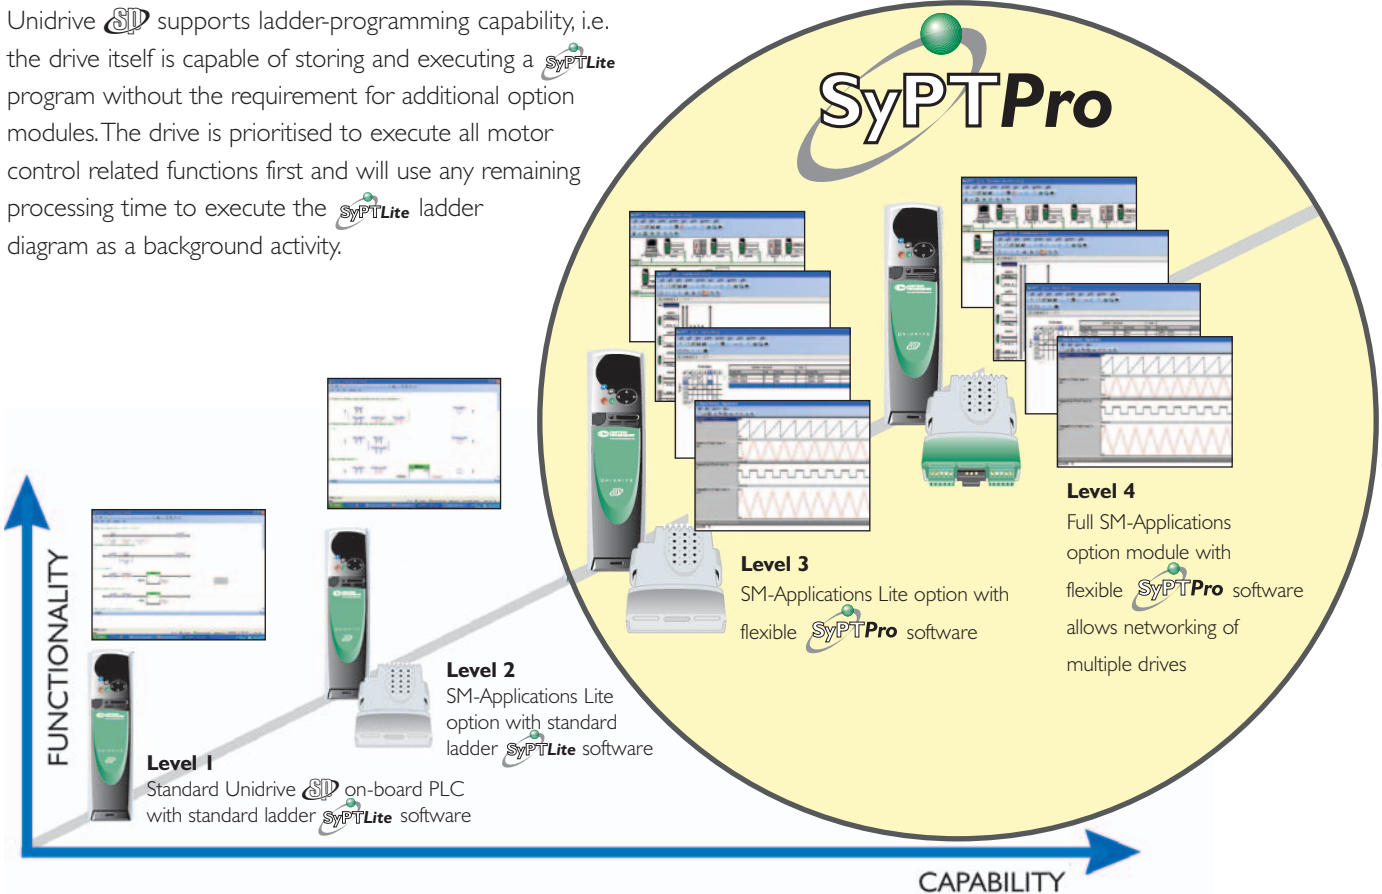 Unidrive SP supports ladder-programming capability, i.e.
the drive itself is capable of storing and executing a SyPTLite
program without the requirement for additional option
modules. The drive is prioritised to execute all motor
control related functions first and will use any remaining
processing time to execute the SyPTLite ladder
diagram as a background activity.
SyPTPro
Level 4
Full SM-Applications
option module with
flexible SyPTPro software
allows networking of
multiple drives
Level 3
SM-Applications Lite option with
flexible SyPTPro software
Level 2
SM-Applications Lite
option with standard
ladder SyPTLite software
Level 1
Standard Unidrive SP on-board PLC
with standard ladder SyPTLite software
FUNCTIONALITY
CAPABILITY